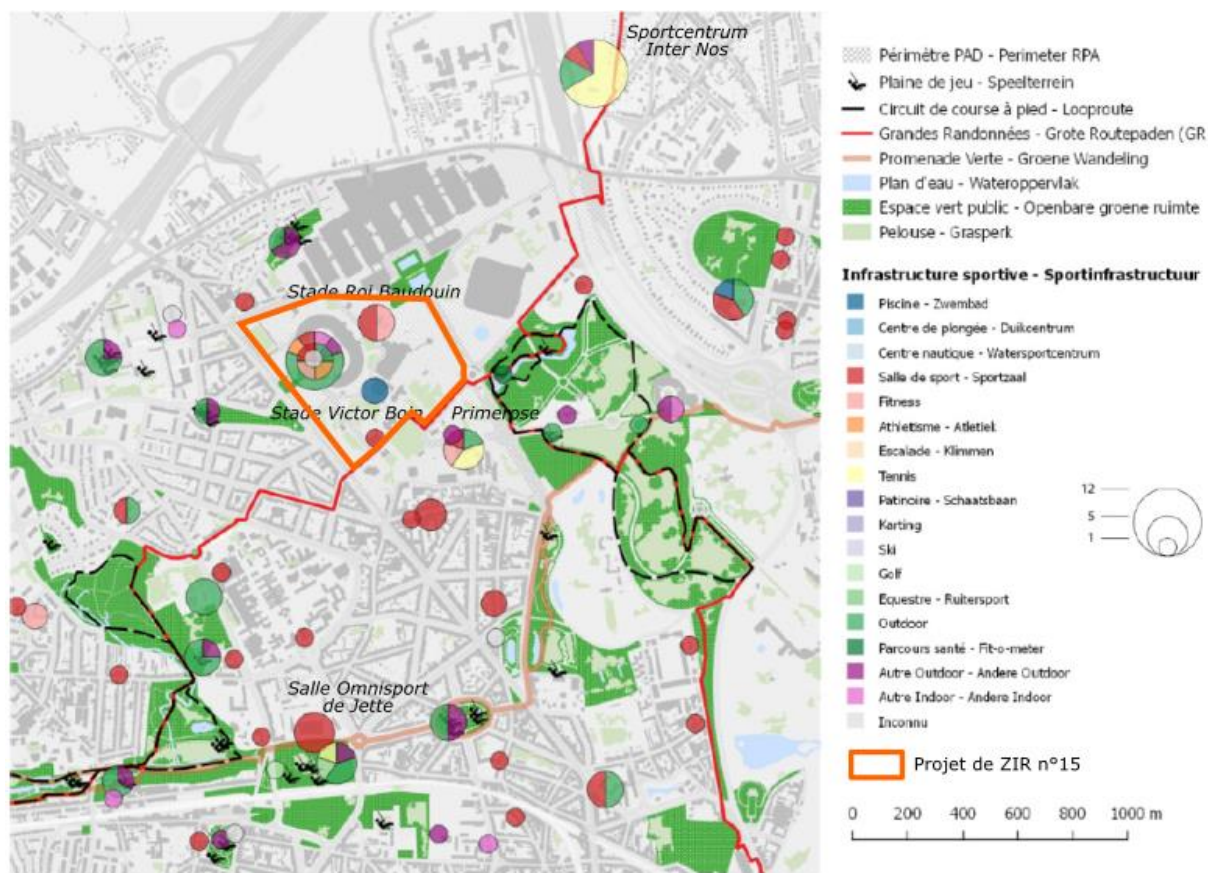 Sportcentrum
Inter Nos
Stade Roi Baudouin
Stade Victor Boin
Primerose
Salle Omnisport
de Jette
Périmètre PAD - Perimeter RPA
Plaine de jeu - Speelterrein
Circuit de course à pied - Looproute
Grandes Randonnées - Grote Routepaden (GR
Promenade Verte - Groene Wandeling
Plan d'eau - Wateroppervlak
Espace vert public - Openbare groene ruimte
Pelouse - Grasperk
Infrastructure sportive - Sportinfrastructuur
Piscine - Zwembad
Centre de plongée - Duikcentrum
Centre nautique - Watersportcentrum
Salle de sport - Sportzaal
Fitness
Athletisme - Atletiek
Escalade - Klimmen
Tennis
Patinoire - Schaatsbaan
Karting
Ski
Golf
Equestre - Ruitersport
Outdoor
Parcours santé - Fit-o-meter
Autre Outdoor - Andere Outdoor
Autre Indoor - Andere Indoor
Inconnu
12
5
1
Projet de ZIR n°15
0 200 400 600 800 1000 m